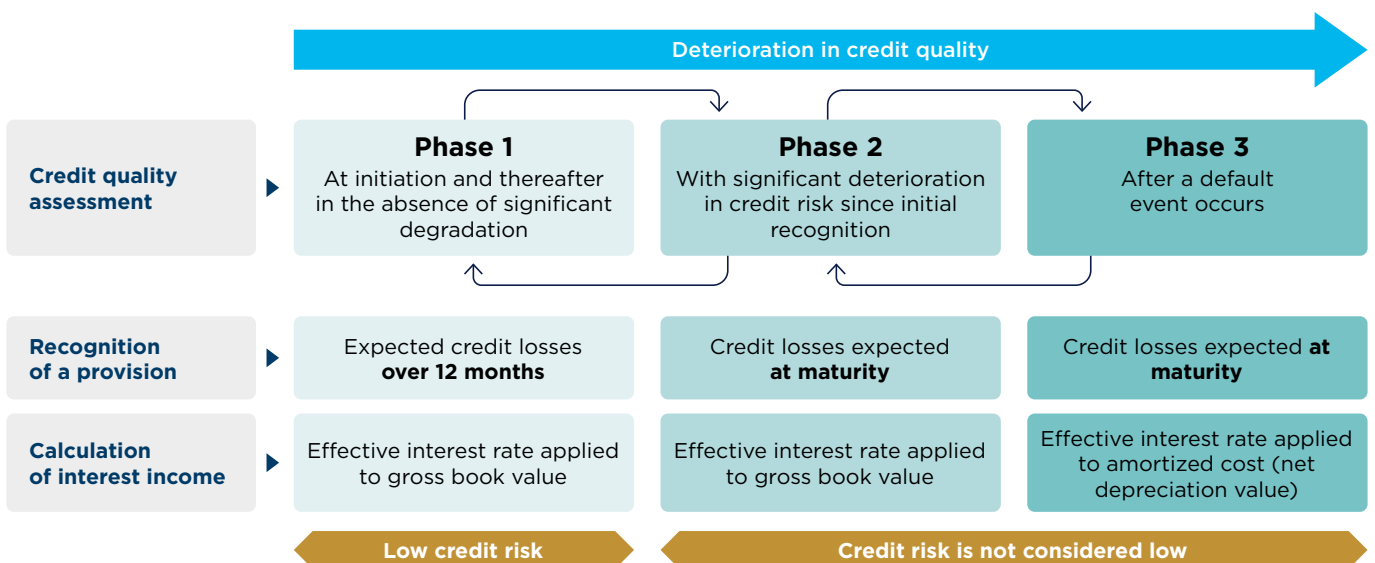 Deterioration in credit quality
Credit quality
assessment
Phase 1
At initiation and thereafter
in the absence of significant
degradation
Phase 2
With significant deterioration
in credit risk since initial
recognition
Phase 3
After a default
event occurs
Recognition
of a provision
Expected credit losses
over 12 months
Credit losses expected
at maturity
Credit losses expected at
maturity
Calculation
of interest income
Effective interest rate applied
to gross book value
Effective interest rate applied
to gross book value
Effective interest rate applied
to amortized cost (net
depreciation value)
Low credit risk
Credit risk is not considered low